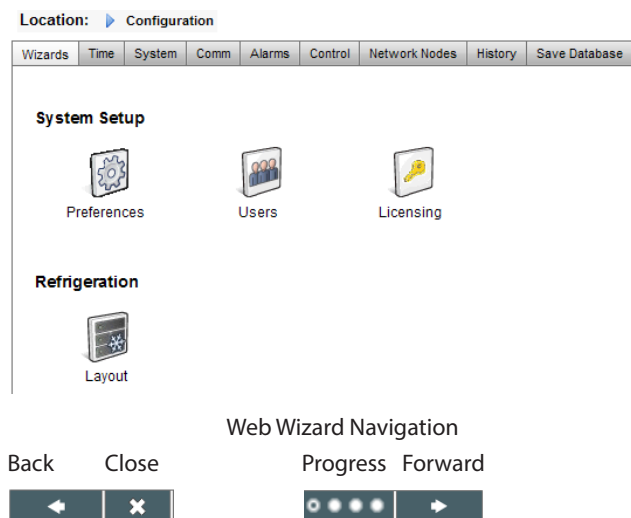 Location: Configuration
Wizards Time System Comm Alarms Control Network Nodes History Save Database
System Setup
Preferences Users Licensing
Refrigeration
Layout
Web Wizard Navigation
Back Close Progress Forward